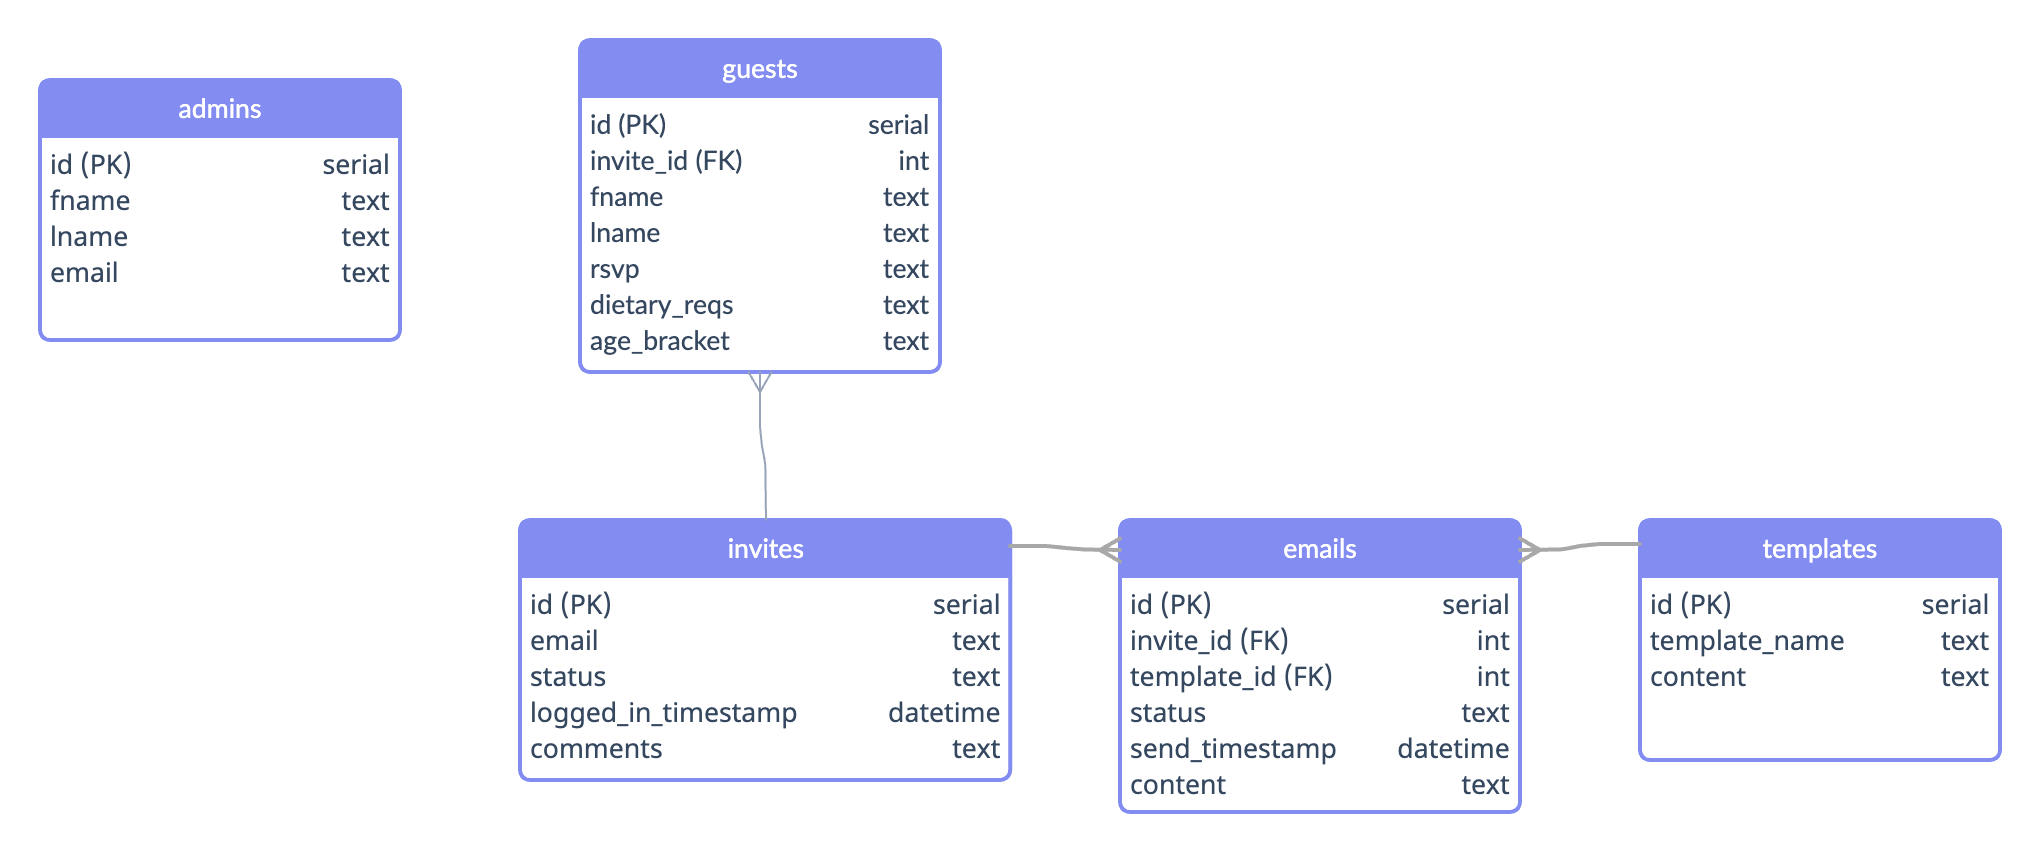 admins
id (PK) serial
fname text
lname text
email text
guests
id (PK) serial
invite_id (FK) int
fname text
lname text
rsvp text
dietary_reqs text
age_bracket text
invites
id (PK) serial
email text
status text
logged_in_timestamp datetime
comments text
emails
id (PK) serial
invite_id (FK) int
template_id (FK) int
status text
send_timestamp datetime
content text
templates
id (PK) serial
template_name text
content text